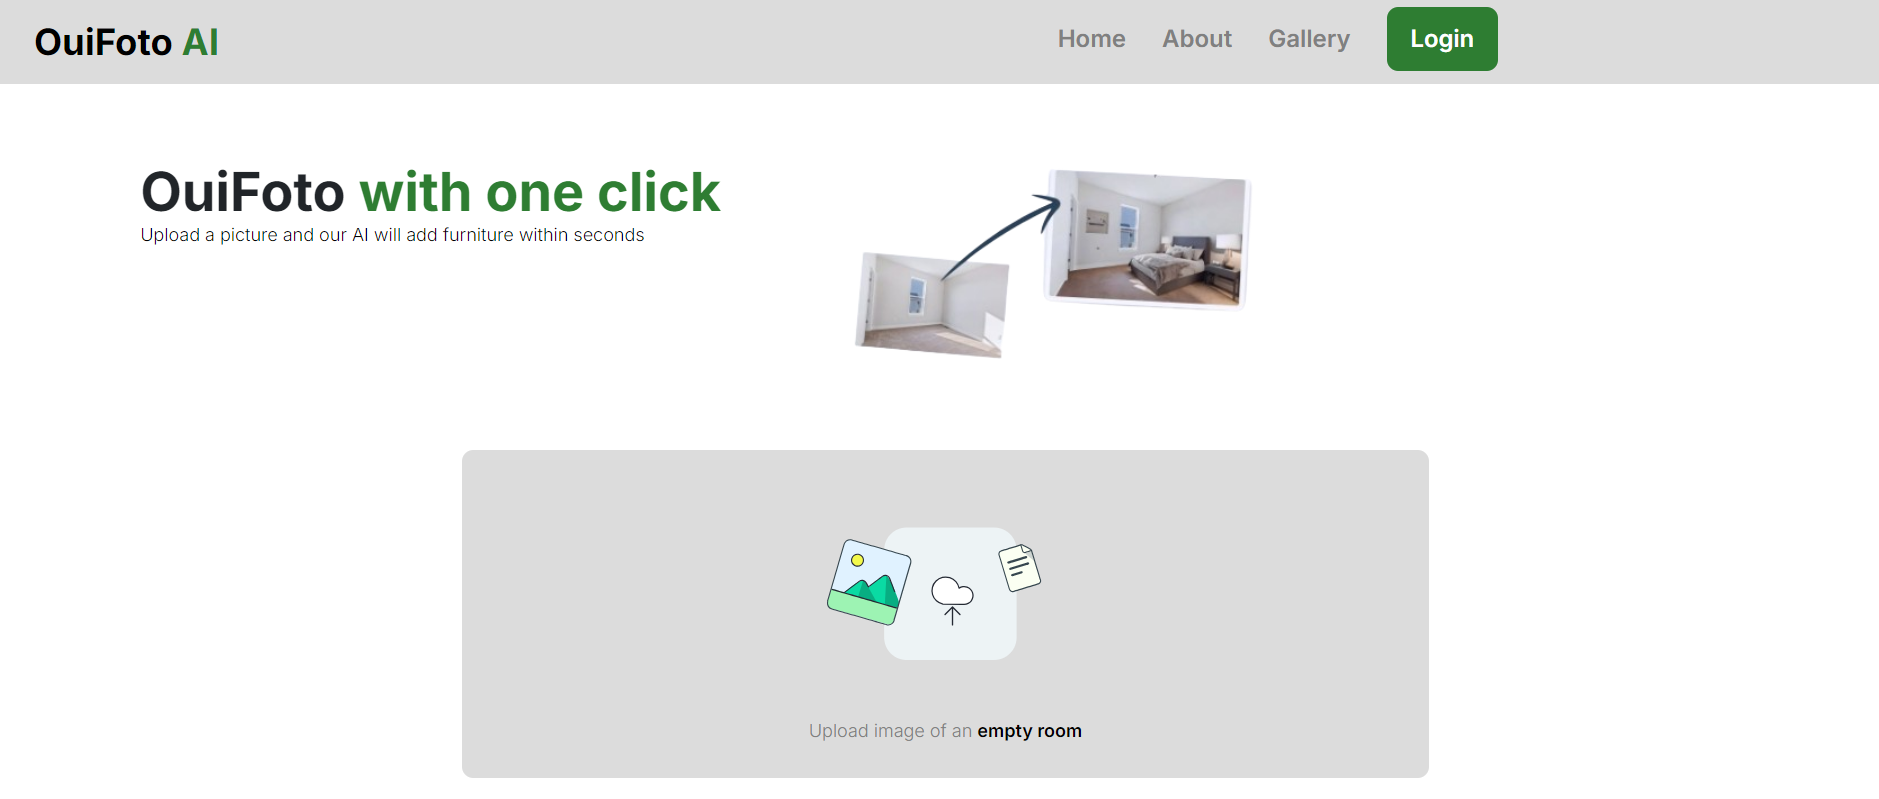 OuiFoto AI
Home About Gallery Login
OuiFoto with one click
Upload a picture and our AI will add furniture within seconds
Upload image of an empty room